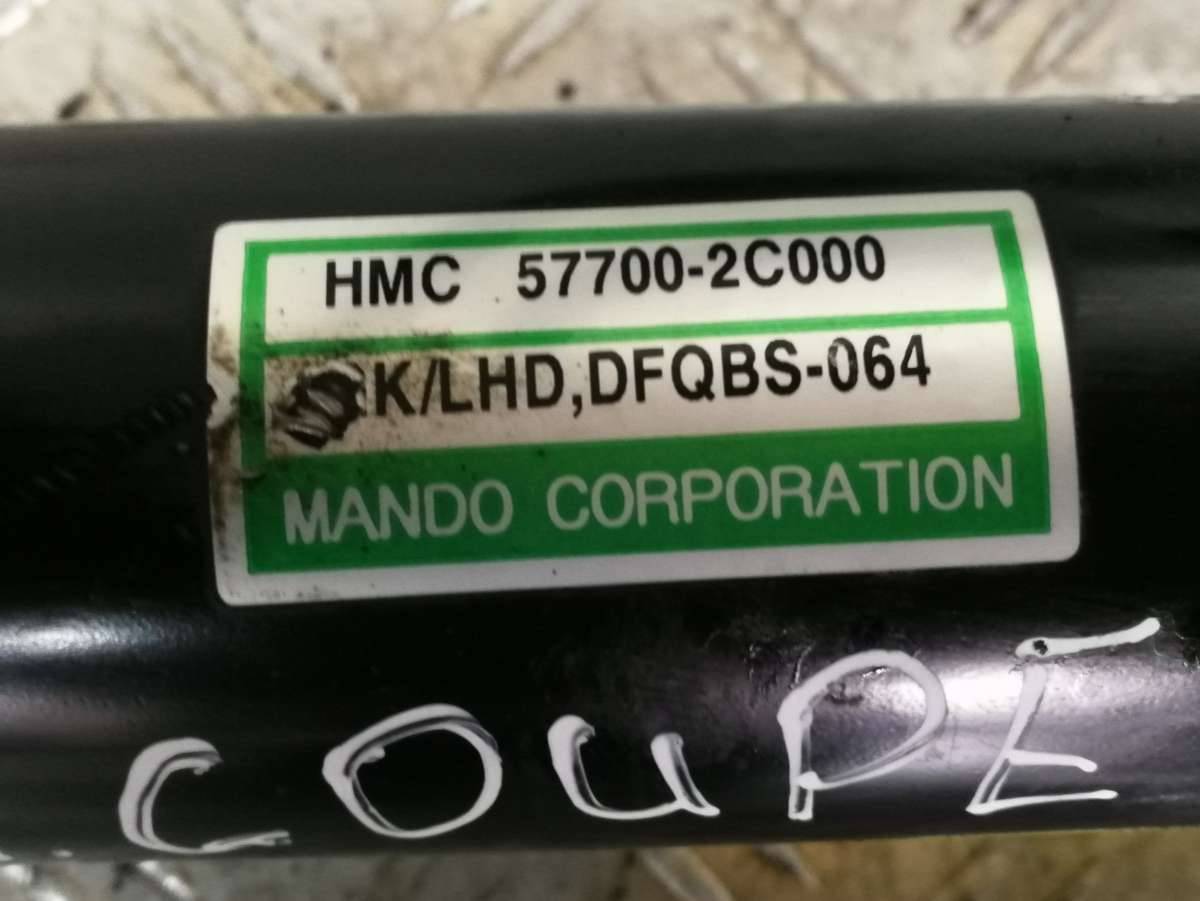 HMC 57700-2C000
K/LHD,DFQBS-064
MANDO CORPORATION
COUPE